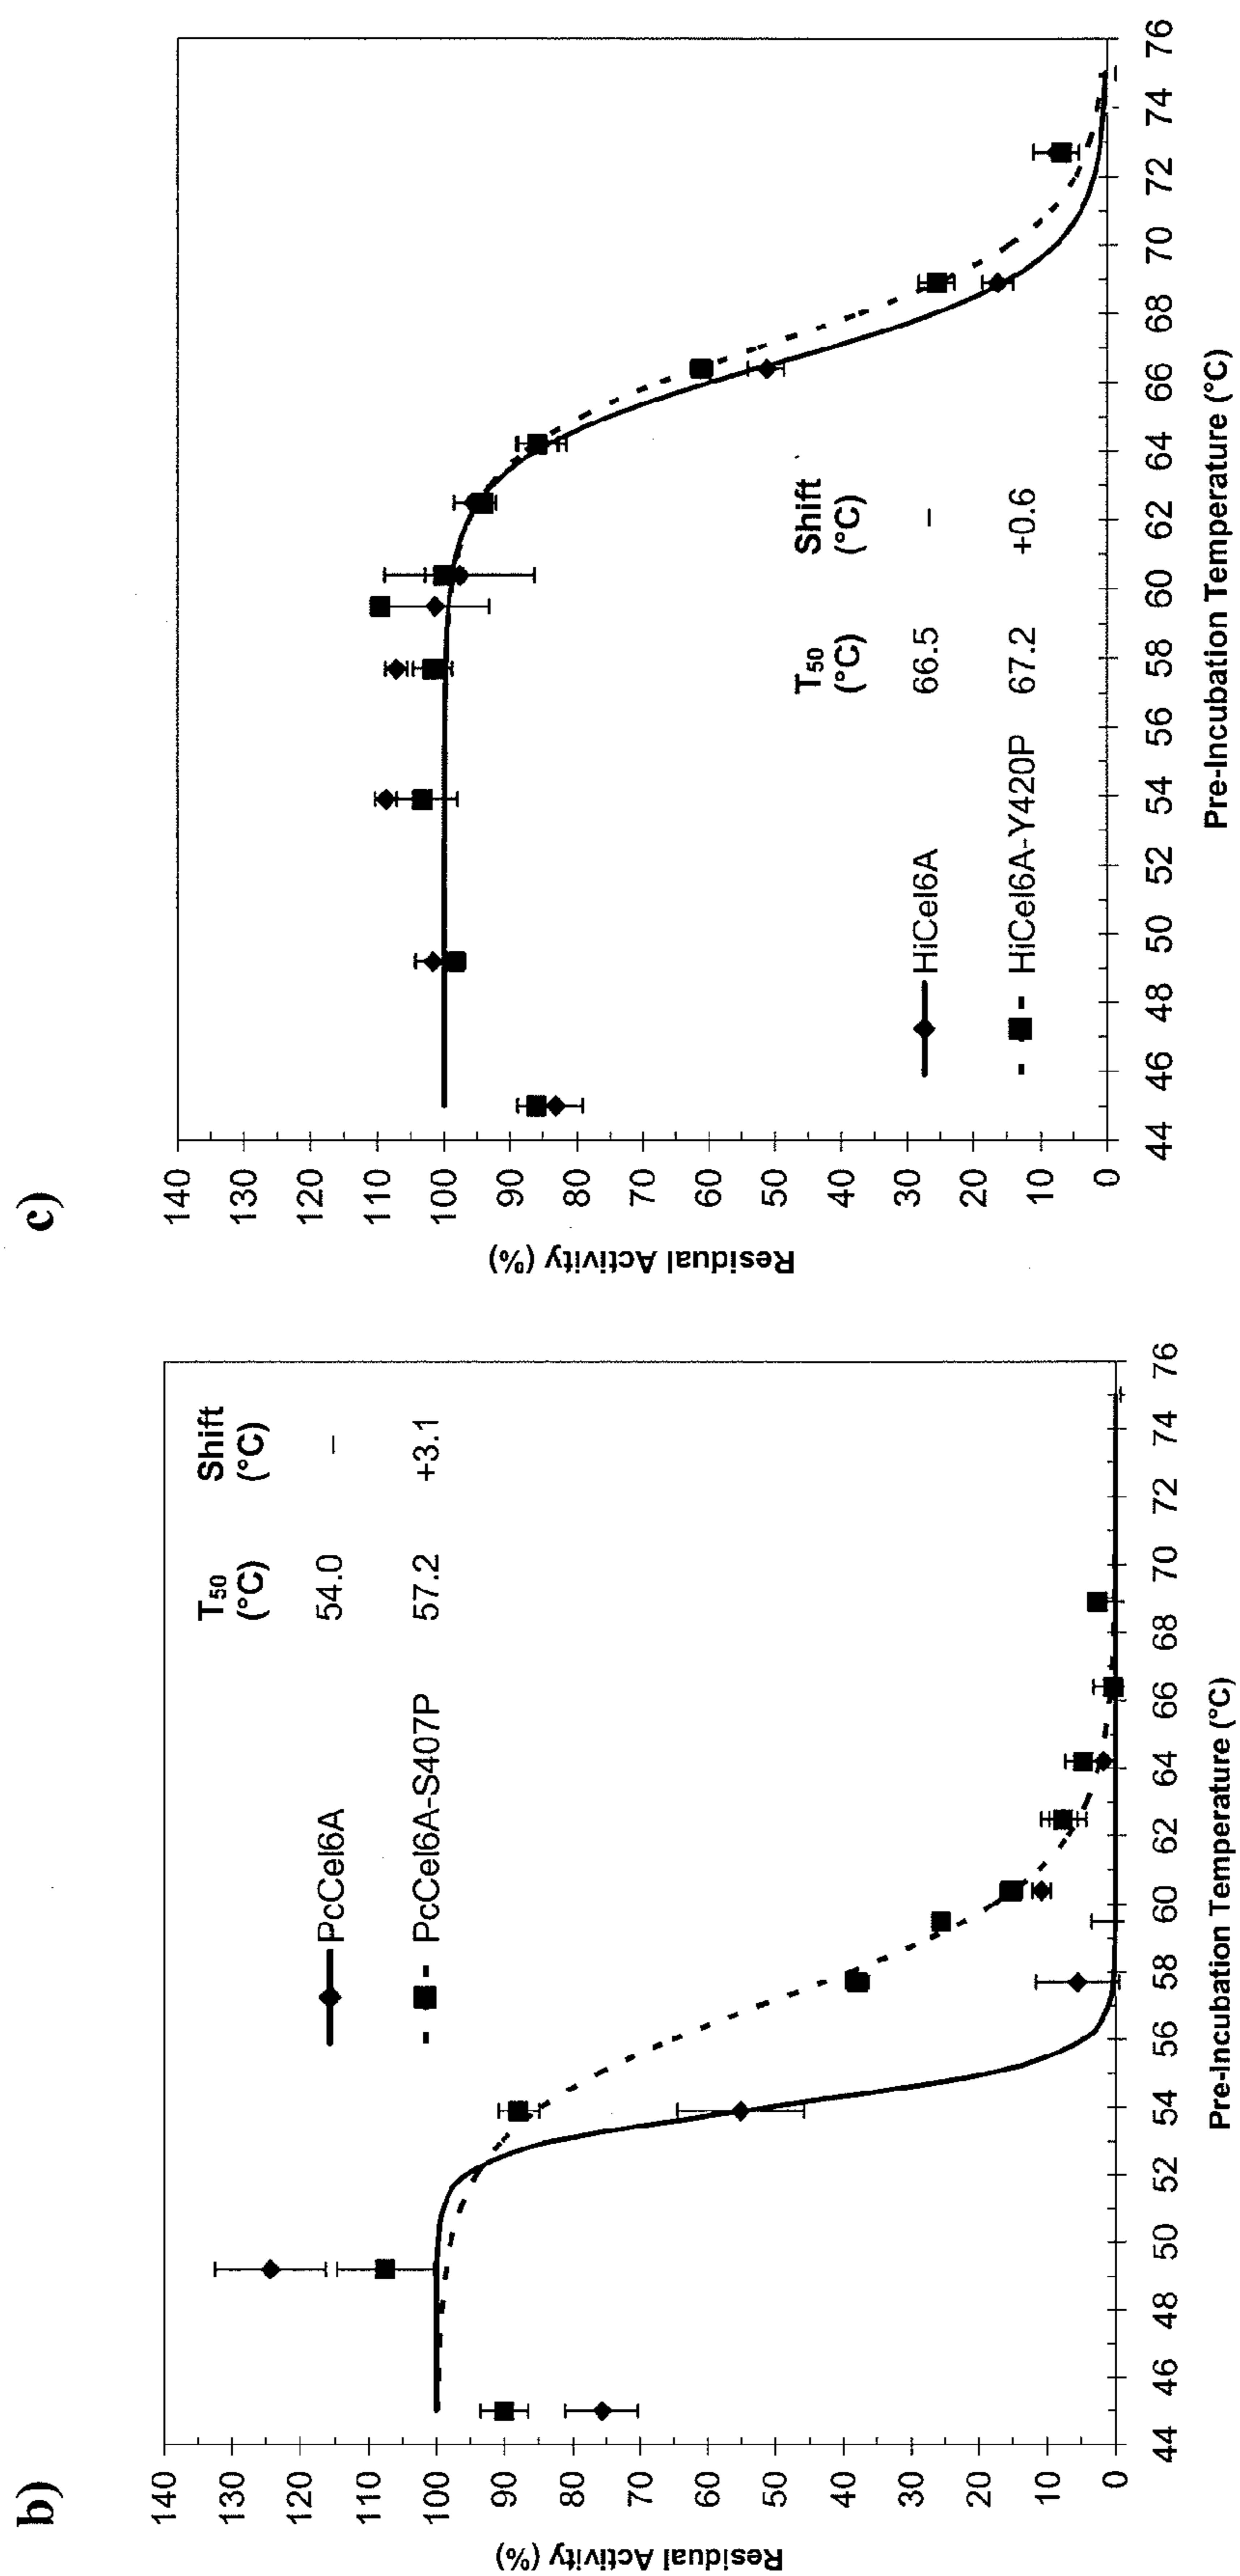 b)
Residual Activity (%)
140
130
120
110
100
90
80
70
60
50
40
30
20
10
0
44 46 48 50 52 54 56 58 60 62 64 66 68 70 72 74 76
Pre-Incubation Temperature (°C)
T50 Shift
(°C) (°C)
PcCel6A 54.0 –
PcCel6A-S407P 57.2 +3.1
c)
Residual Activity (%)
140
130
120
110
100
90
80
70
60
50
40
30
20
10
0
44 46 48 50 52 54 56 58 60 62 64 66 68 70 72 74 76
Pre-Incubation Temperature (°C)
T50 Shift
(°C) (°C)
HiCel6A 66.5 –
HiCel6A-Y420P 67.2 +0.6